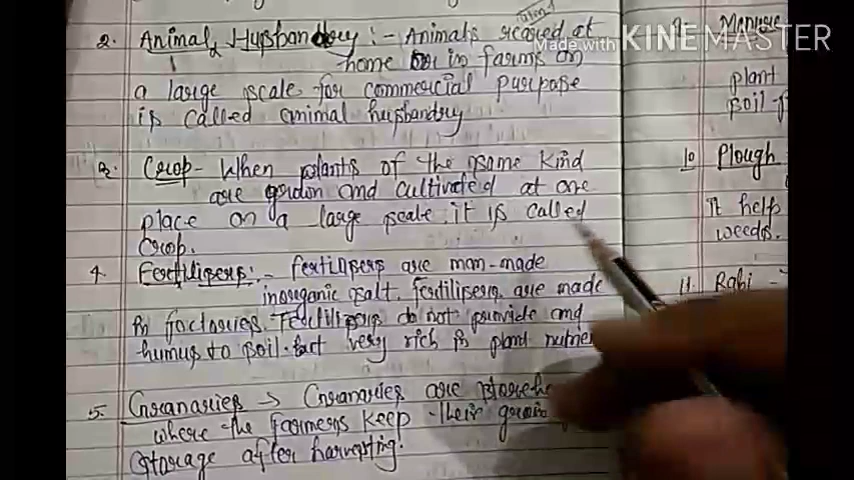 2. Animal Husbandry :- Animals reared at
home or in farms on
a large scale for commercial purpose
is called animal husbandry
Q. Crop - When plants of the same kind
are grown and cultivated at one
place on a large scale it is called
Crop.
4. Fertilisers :- Fertilisers are man-made
inorganic salt. fertilisers are made
in factories. Fertilisers do not provide and
humus to soil. but very rich in plant
5. Granaries → Granaries are
where the farmers keep their grain
storage after harvesting.
Made with KINEMASTER
9. Manure
plant
soil
10 Plough
It help
weeds.
11. Rabi -